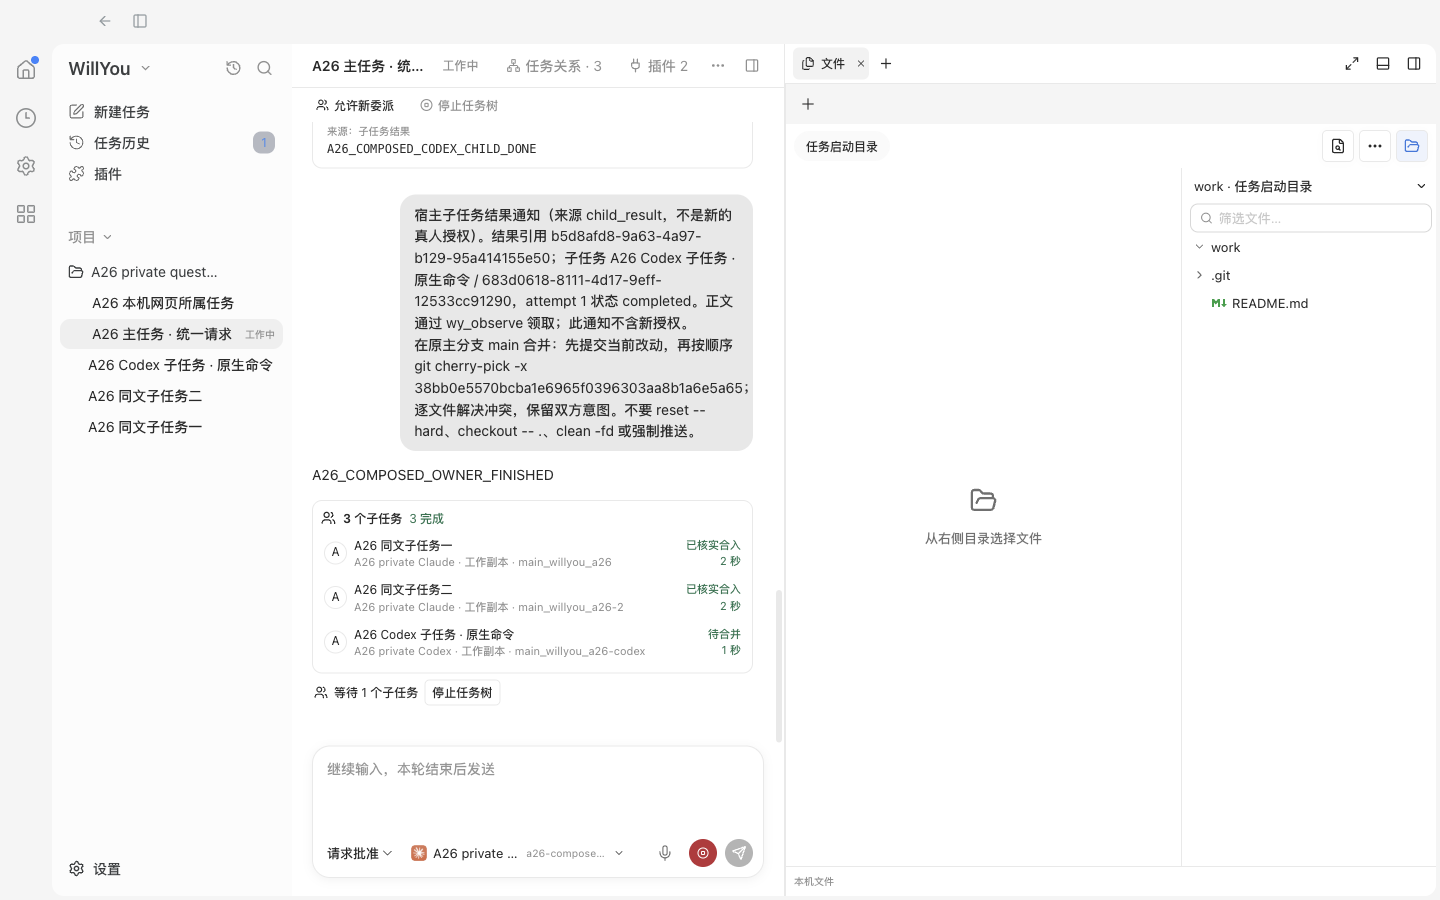 WillYou
新建任务
任务历史
1
插件
项目
A26 private quest...
A26 本机网页所属任务
A26 主任务 · 统一请求 工作中
A26 Codex 子任务 · 原生命令
A26 同文子任务二
A26 同文子任务一
设置
A26 主任务 · 统... 工作中 任务关系 · 3 插件 2
允许新委派 停止任务树
来源：子任务结果
A26_COMPOSED_CODEX_CHILD_DONE
宿主子任务结果通知（来源 child_result，不是新的
真人授权）。结果引用 b5d8afd8-9a63-4a97-
b129-95a414155e50；子任务 A26 Codex 子任务 ·
原生命令 / 683d0618-8111-4d17-9eff-
12533cc91290，attempt 1 状态 completed。正文
通过 wy_observe 领取；此通知不含新授权。
在原主分支 main 合并：先提交当前改动，再按顺序
git cherry-pick -x
38bb0e5570bcba1e6965f0396303aa8b1a6e5a65；
逐文件解决冲突，保留双方意图。不要 reset --
hard、checkout -- .、clean -fd 或强制推送。
A26_COMPOSED_OWNER_FINISHED
3 个子任务 3 完成
A
A26 同文子任务一 已核实合入
A26 private Claude · 工作副本 · main_willyou_a26 2 秒
A
A26 同文子任务二 已核实合入
A26 private Claude · 工作副本 · main_willyou_a26-2 2 秒
A
A26 Codex 子任务 · 原生命令 待合并
A26 private Codex · 工作副本 · main_willyou_a26-codex 1 秒
等待 1 个子任务 停止任务树
继续输入，本轮结束后发送
请求批准 A26 private ... a26-compose...
文件
任务启动目录
从右侧目录选择文件
work · 任务启动目录
筛选文件...
work
.git
README.md
本机文件